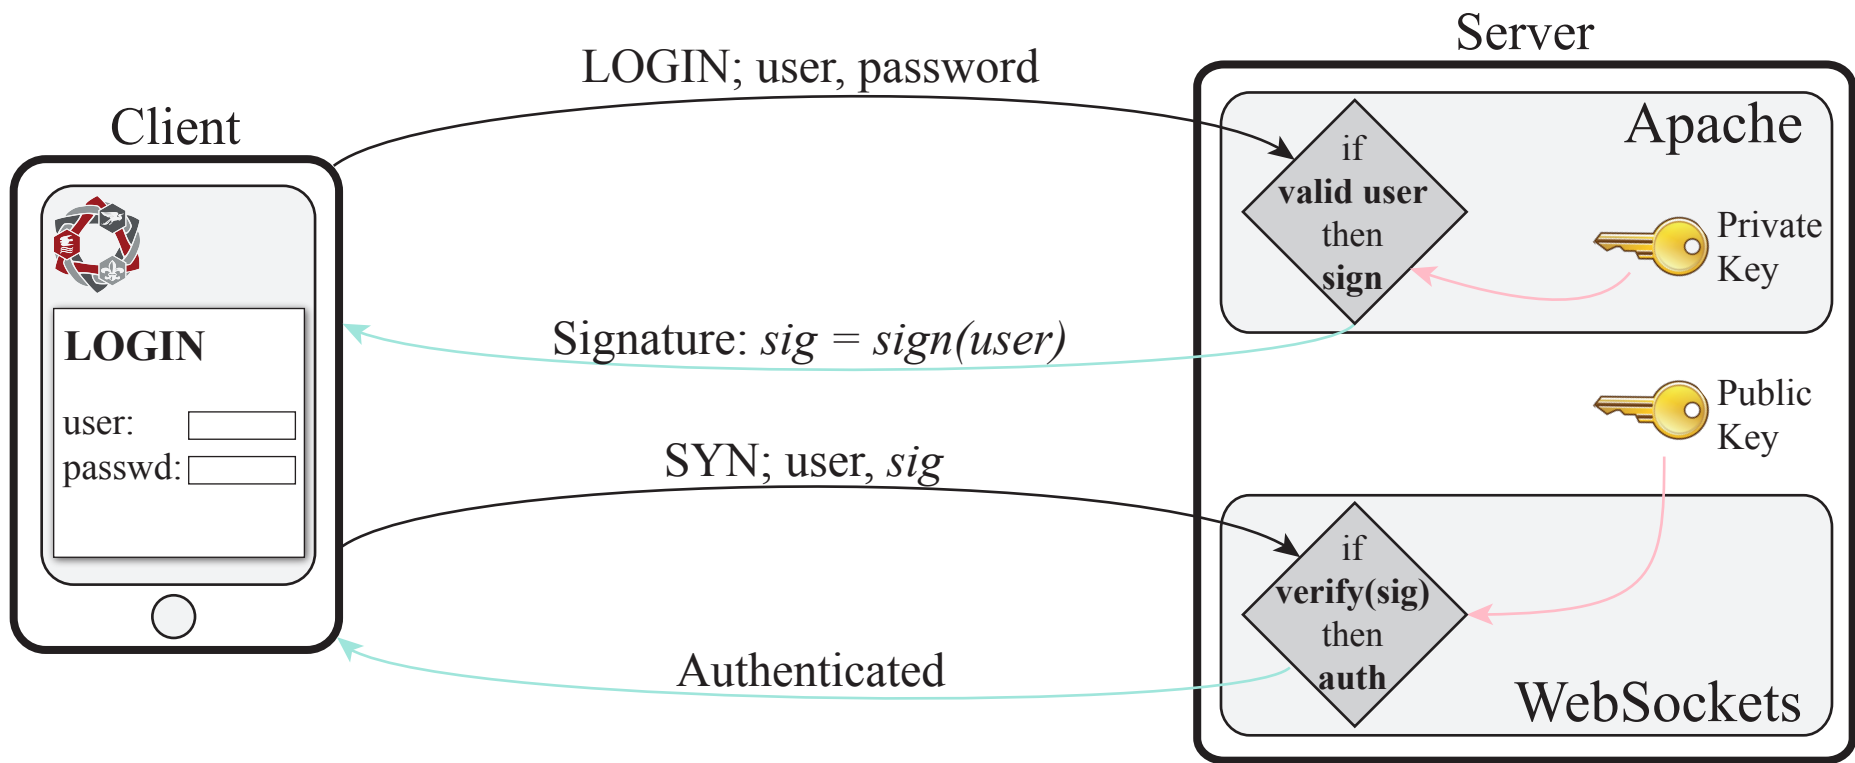 Server
LOGIN; user, password
Client
Apache
if
valid user
then
sign
Private
Key
LOGIN
user:
passwd:
Signature: sig = sign(user)
Public
Key
SYN; user, sig
if
verify(sig)
then
auth
Authenticated
WebSockets